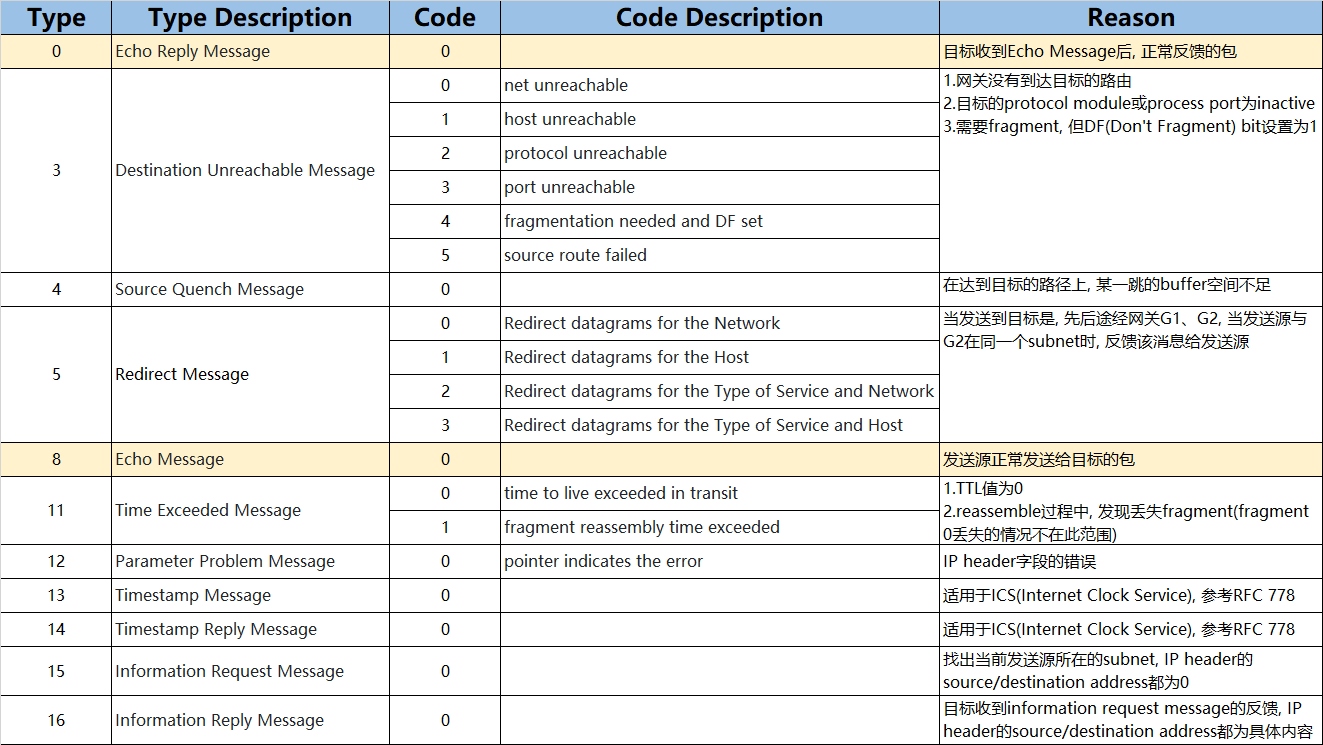 Type Type Description Code Code Description Reason
0 Echo Reply Message 0 目标收到Echo Message后, 正常反馈的包
3 Destination Unreachable Message
0 net unreachable
1 host unreachable
2 protocol unreachable
3 port unreachable
4 fragmentation needed and DF set
5 source route failed
1.网关没有到达目标的路由
2.目标的protocol module或process port为inactive
3.需要fragment, 但DF(Don't Fragment) bit设置为1
4 Source Quench Message 0 在达到目标的路径上, 某一跳的buffer空间不足
5 Redirect Message
0 Redirect datagrams for the Network
1 Redirect datagrams for the Host
2 Redirect datagrams for the Type of Service and Network
3 Redirect datagrams for the Type of Service and Host
当发送到目标是, 先后途经网关G1、G2, 当发送源与
G2在同一个subnet时, 反馈该消息给发送源
8 Echo Message 0 发送源正常发送给目标的包
11 Time Exceeded Message
0 time to live exceeded in transit
1 fragment reassembly time exceeded
1.TTL值为0
2.reassemble过程中, 发现丢失fragment(fragment
0丢失的情况不在此范围)
12 Parameter Problem Message 0 pointer indicates the error IP header字段的错误
13 Timestamp Message 0 适用于ICS(Internet Clock Service), 参考RFC 778
14 Timestamp Reply Message 0 适用于ICS(Internet Clock Service), 参考RFC 778
15 Information Request Message 0 找出当前发送源所在的subnet, IP header的
source/destination address都为0
16 Information Reply Message 0 目标收到information request message的反馈, IP
header的source/destination address都为具体内容